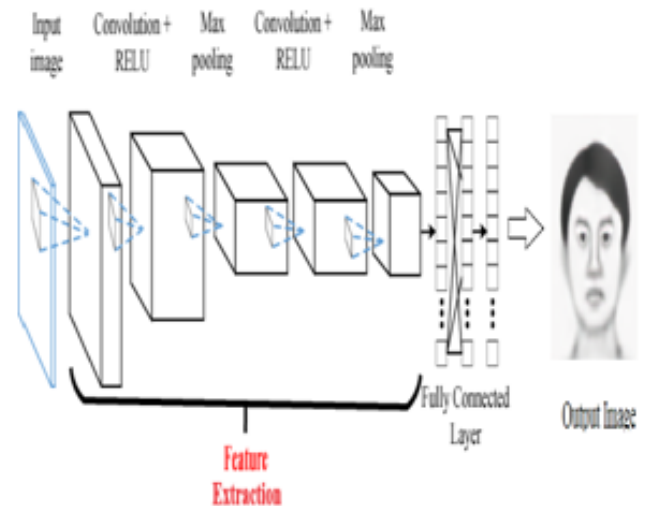 Input
image
Convolution +
RELU
Max
pooling
Convolution +
RELU
Max
pooling
Fully Connected
Layer
Output Image
Feature
Extraction